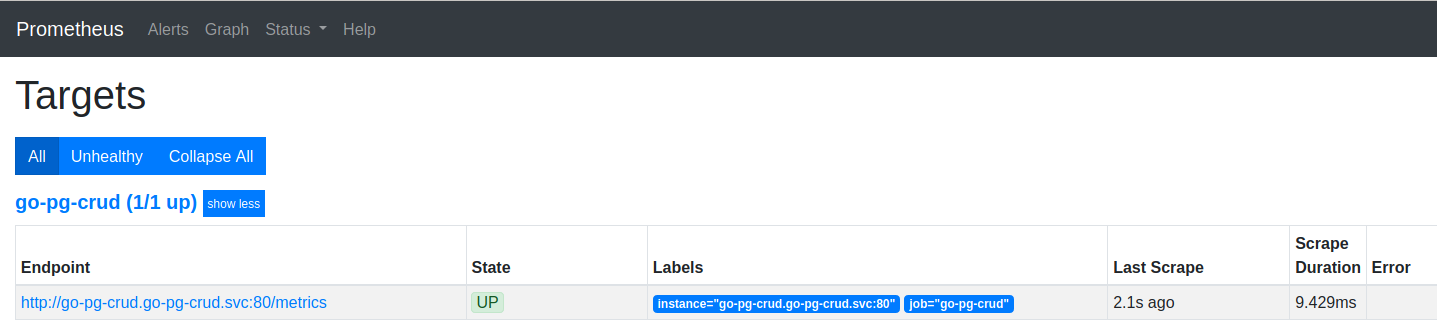 Prometheus Alerts Graph Status Help
Targets
All Unhealthy Collapse All
go-pg-crud (1/1 up) show less
Endpoint State Labels Last Scrape Scrape Duration Error
http://go-pg-crud.go-pg-crud.svc:80/metrics UP instance="go-pg-crud.go-pg-crud.svc:80" job="go-pg-crud" 2.1s ago 9.429ms